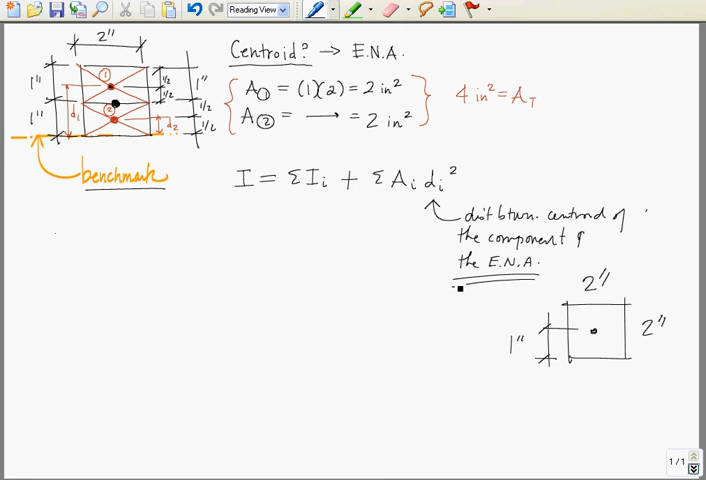 Reading View
2"
Centroid? → E.N.A.
1"
1"
①
②
d1
d2
1/2
1/2
1/2
1/2
1"
A① = (1)(2) = 2 in²
A② = → = 2 in²
4 in² = AT
benchmark
I = ΣIi + ΣAi di²
dist btwn. centroid of
the component &
the E.N.A.
2"
2"
1"
1/1